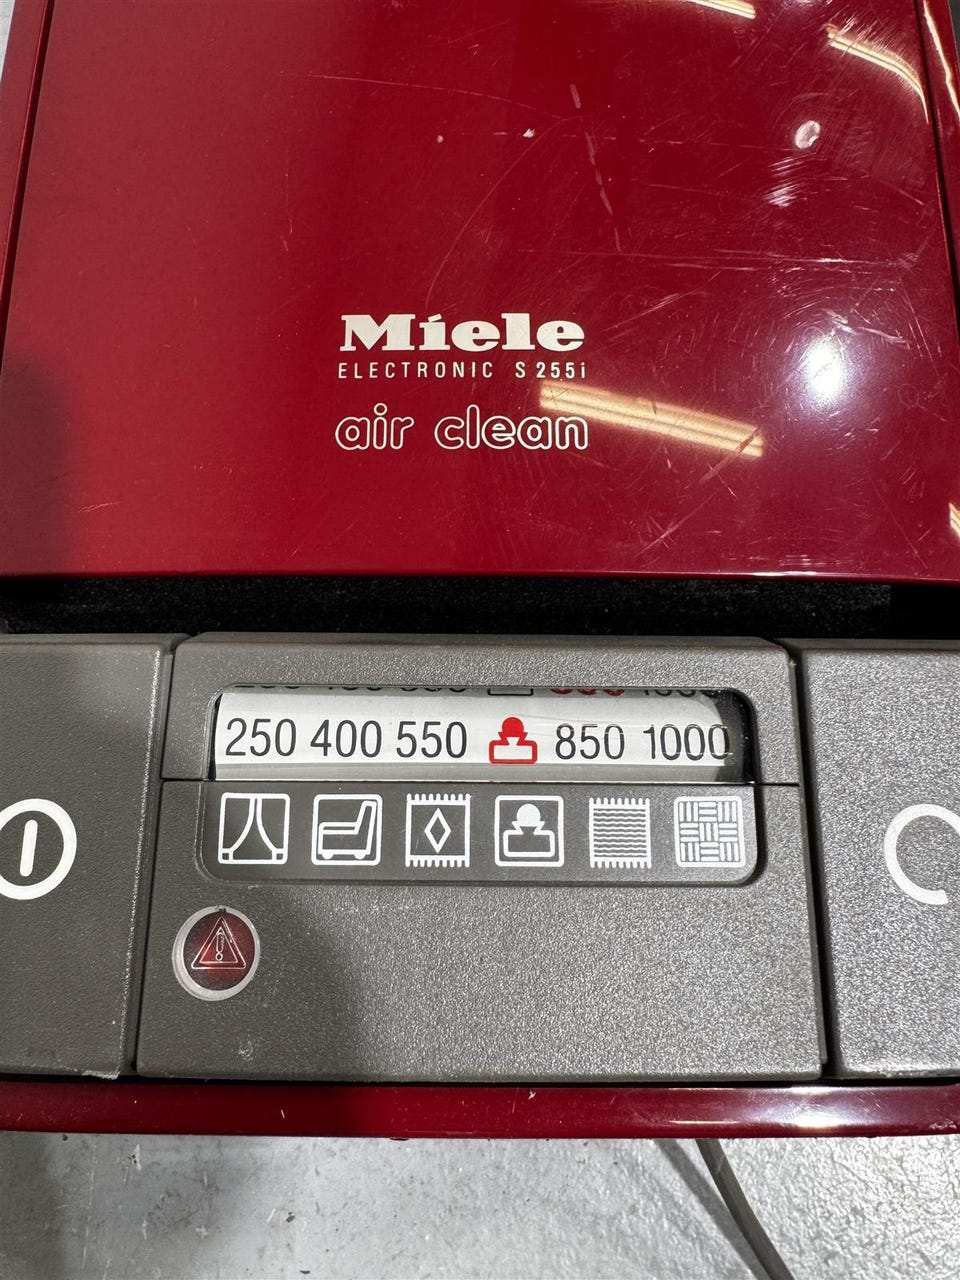 Miele
ELECTRONIC S 255i
air clean
250 400 550 850 1000